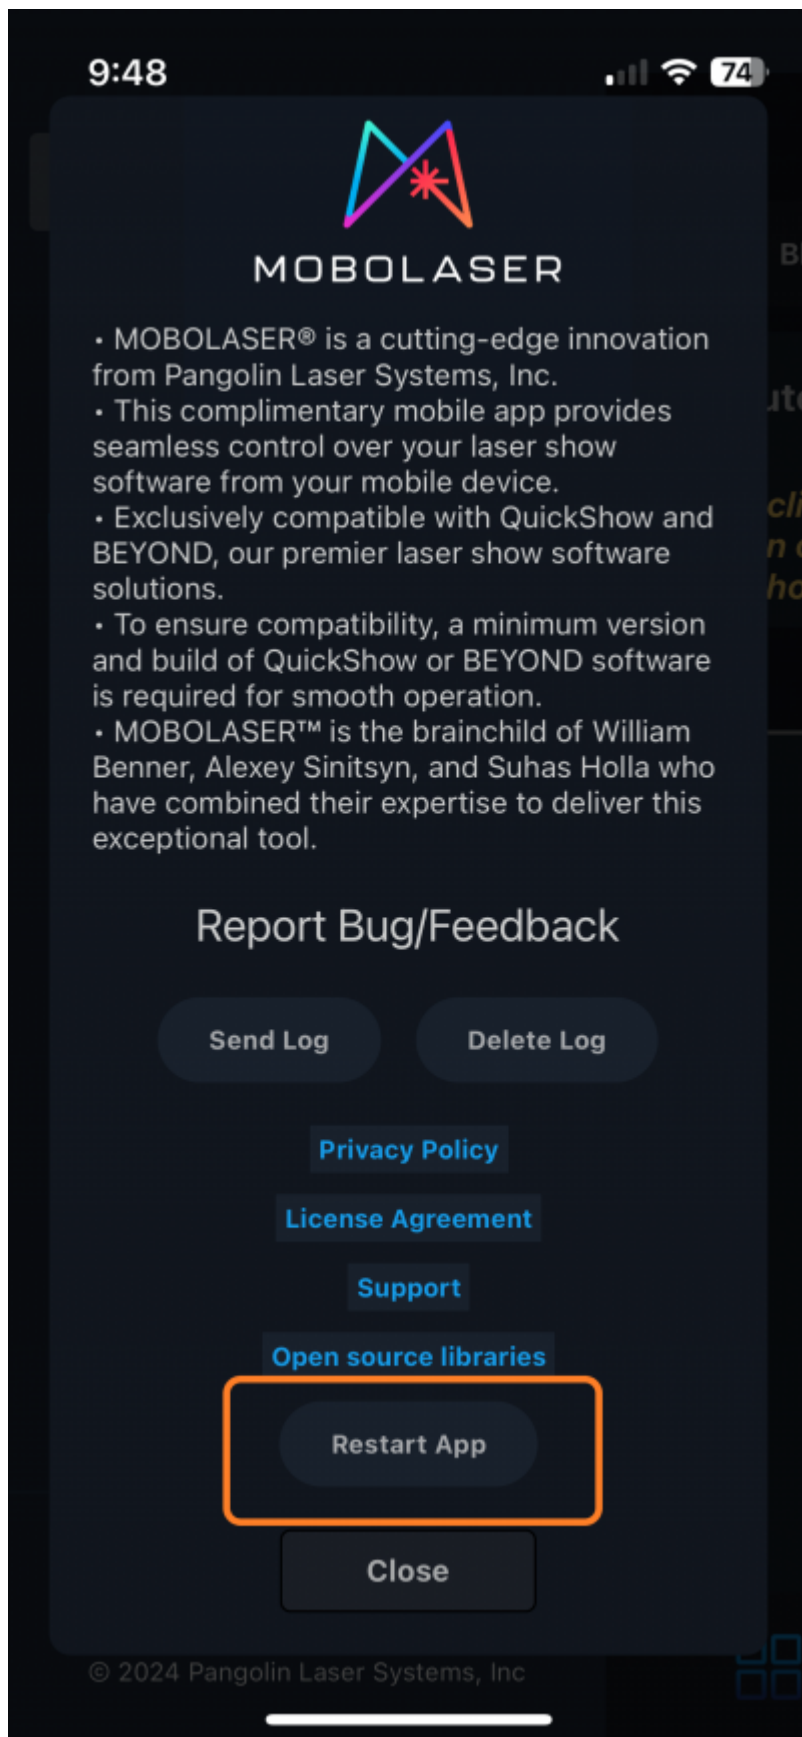 9:48
74
MOBOLASER
• MOBOLASER® is a cutting-edge innovation
from Pangolin Laser Systems, Inc.
• This complimentary mobile app provides
seamless control over your laser show
software from your mobile device.
• Exclusively compatible with QuickShow and
BEYOND, our premier laser show software
solutions.
• To ensure compatibility, a minimum version
and build of QuickShow or BEYOND software
is required for smooth operation.
• MOBOLASER™ is the brainchild of William
Benner, Alexey Sinitsyn, and Suhas Holla who
have combined their expertise to deliver this
exceptional tool.
Report Bug/Feedback
Send Log Delete Log
Privacy Policy
License Agreement
Support
Open source libraries
Restart App
Close
© 2024 Pangolin Laser Systems, Inc